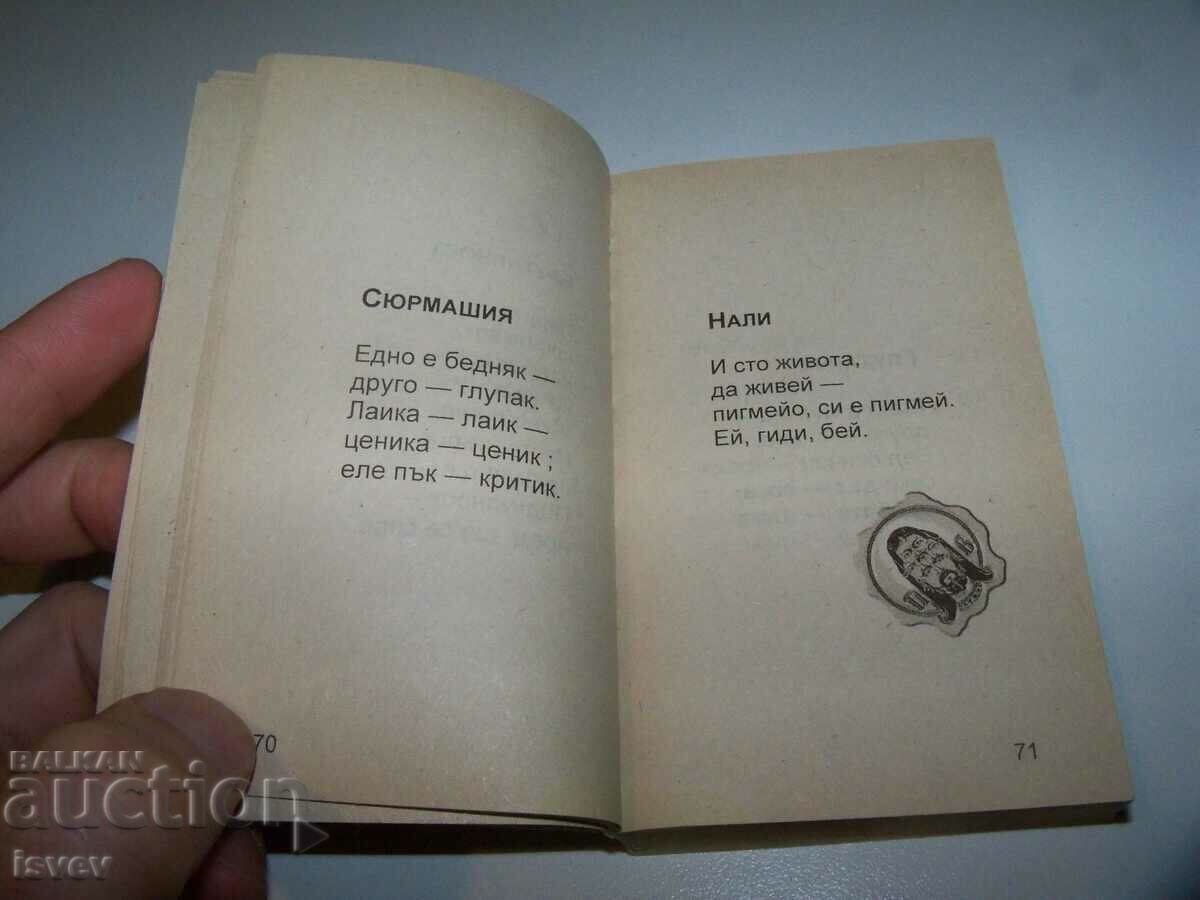 СЮРМАШИЯ
Едно е бедняк —
друго — глупак.
Лаика — лаик —
ценика — ценик ;
еле пък — критик.
70
НАЛИ
И сто живота,
да живей —
пигмейо, си е пигмей.
Ей, гиди, бей.
71
BALKAN
auction
isvev